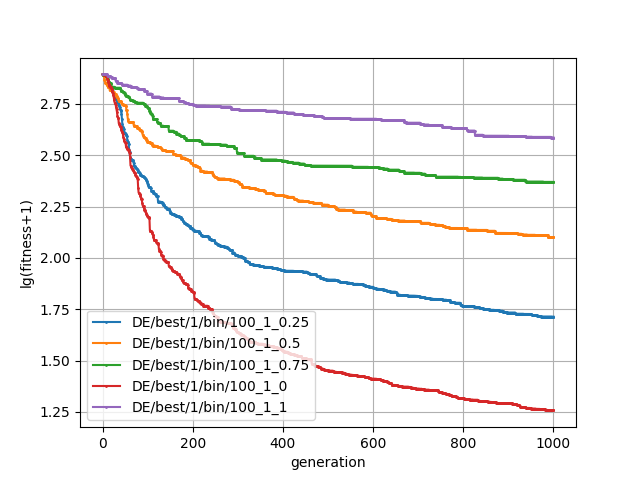 lg(fitness+1)
2.75
2.50
2.25
2.00
1.75
1.50
1.25
DE/best/1/bin/100_1_0.25
DE/best/1/bin/100_1_0.5
DE/best/1/bin/100_1_0.75
DE/best/1/bin/100_1_0
DE/best/1/bin/100_1_1
0 200 400 600 800 1000
generation